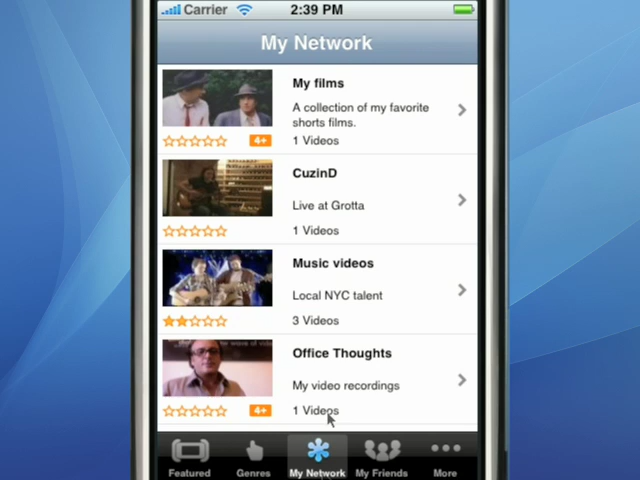 Carrier 2:39 PM
My Network
My films
A collection of my favorite
shorts films.
4+
1 Videos
CuzinD
Live at Grotta
1 Videos
Music videos
Local NYC talent
3 Videos
Office Thoughts
My video recordings
4+
1 Videos
Featured Genres My Network My Friends More